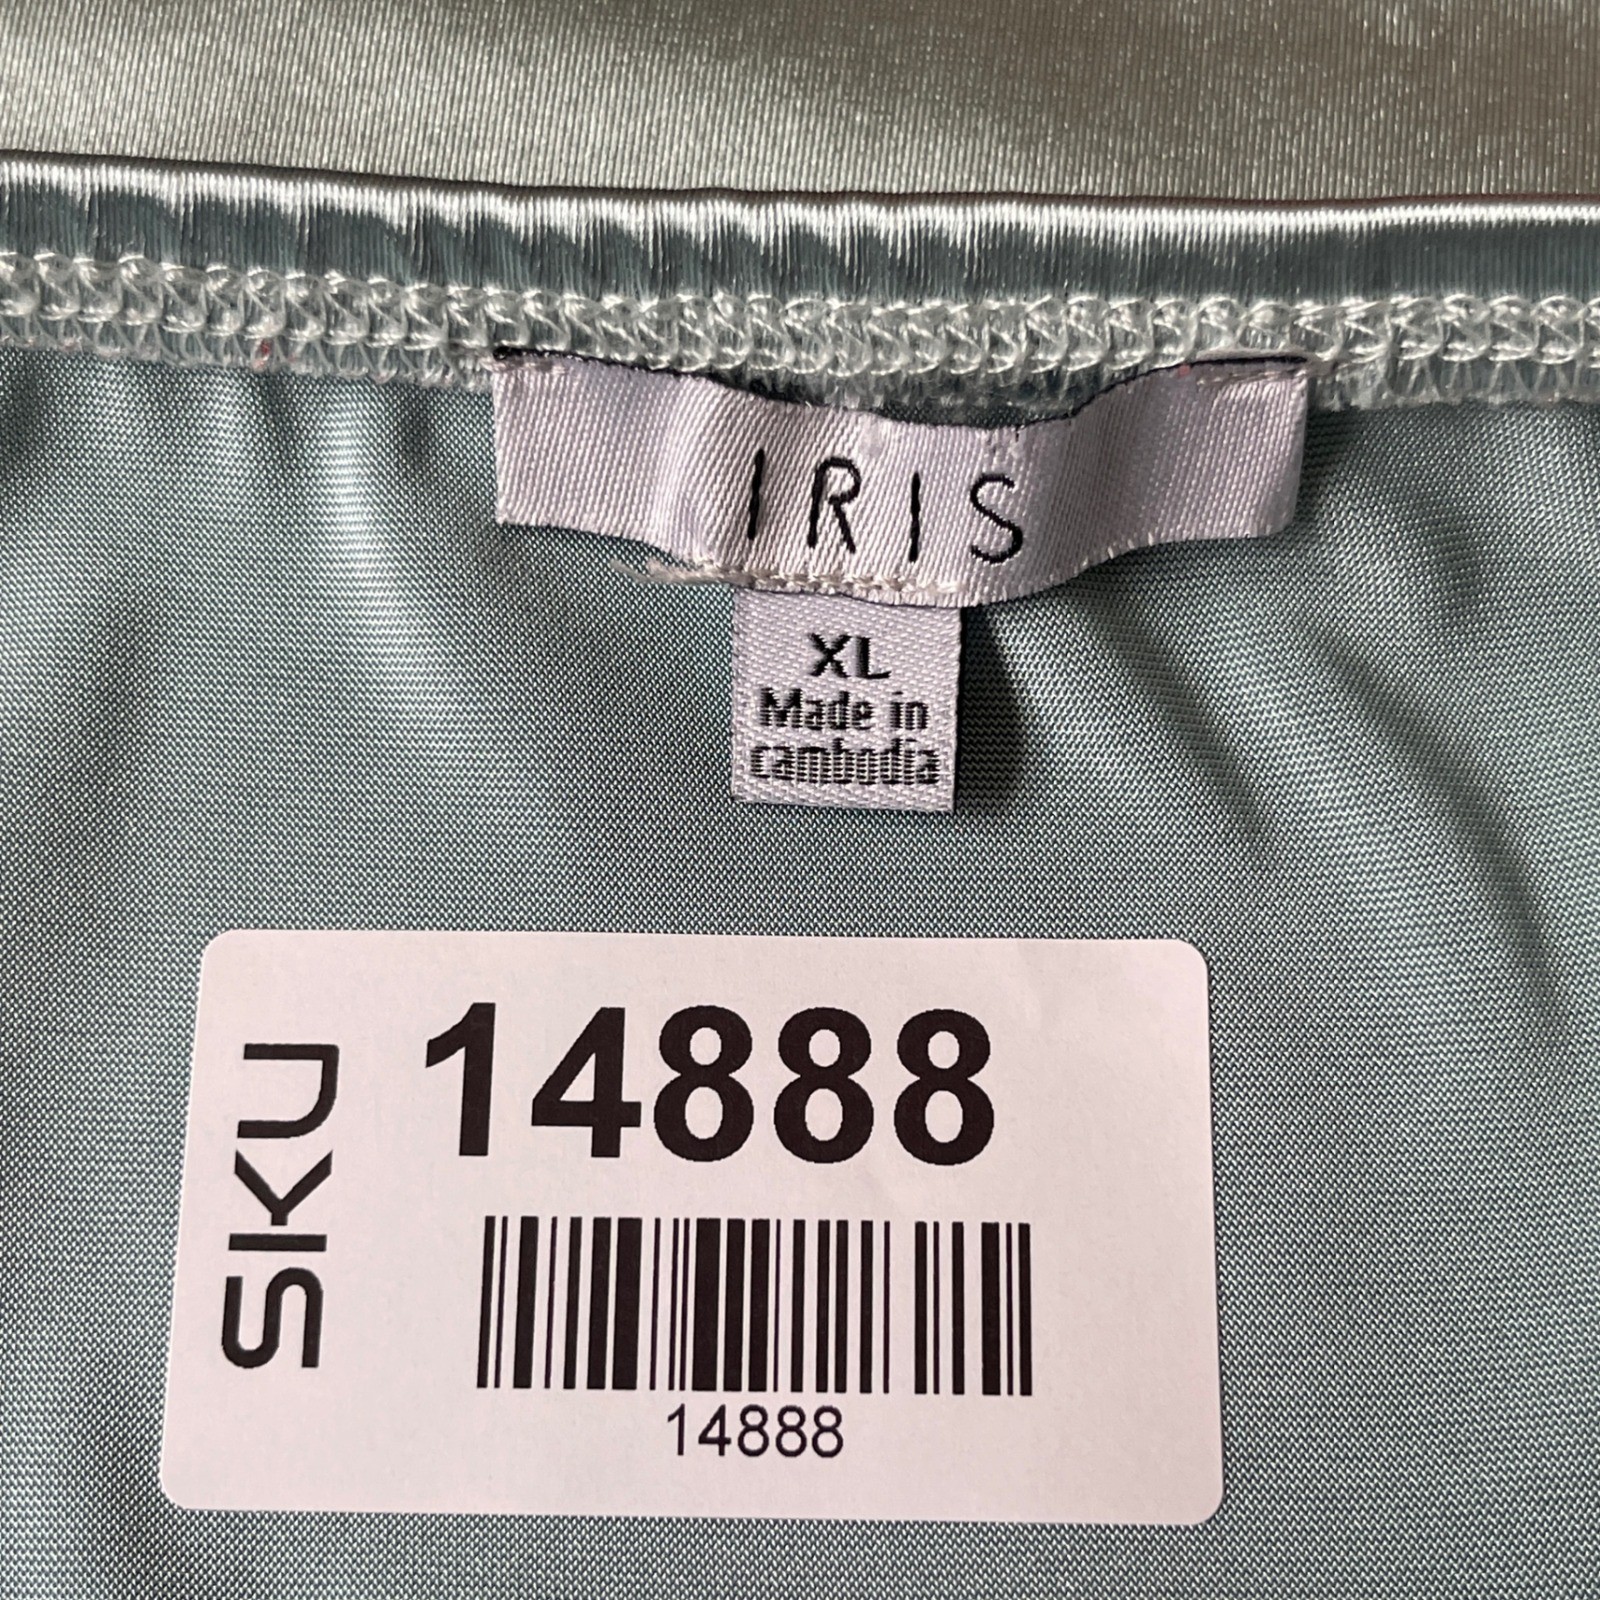 IRIS
XL
Made in
cambodia
SKU
14888
14888